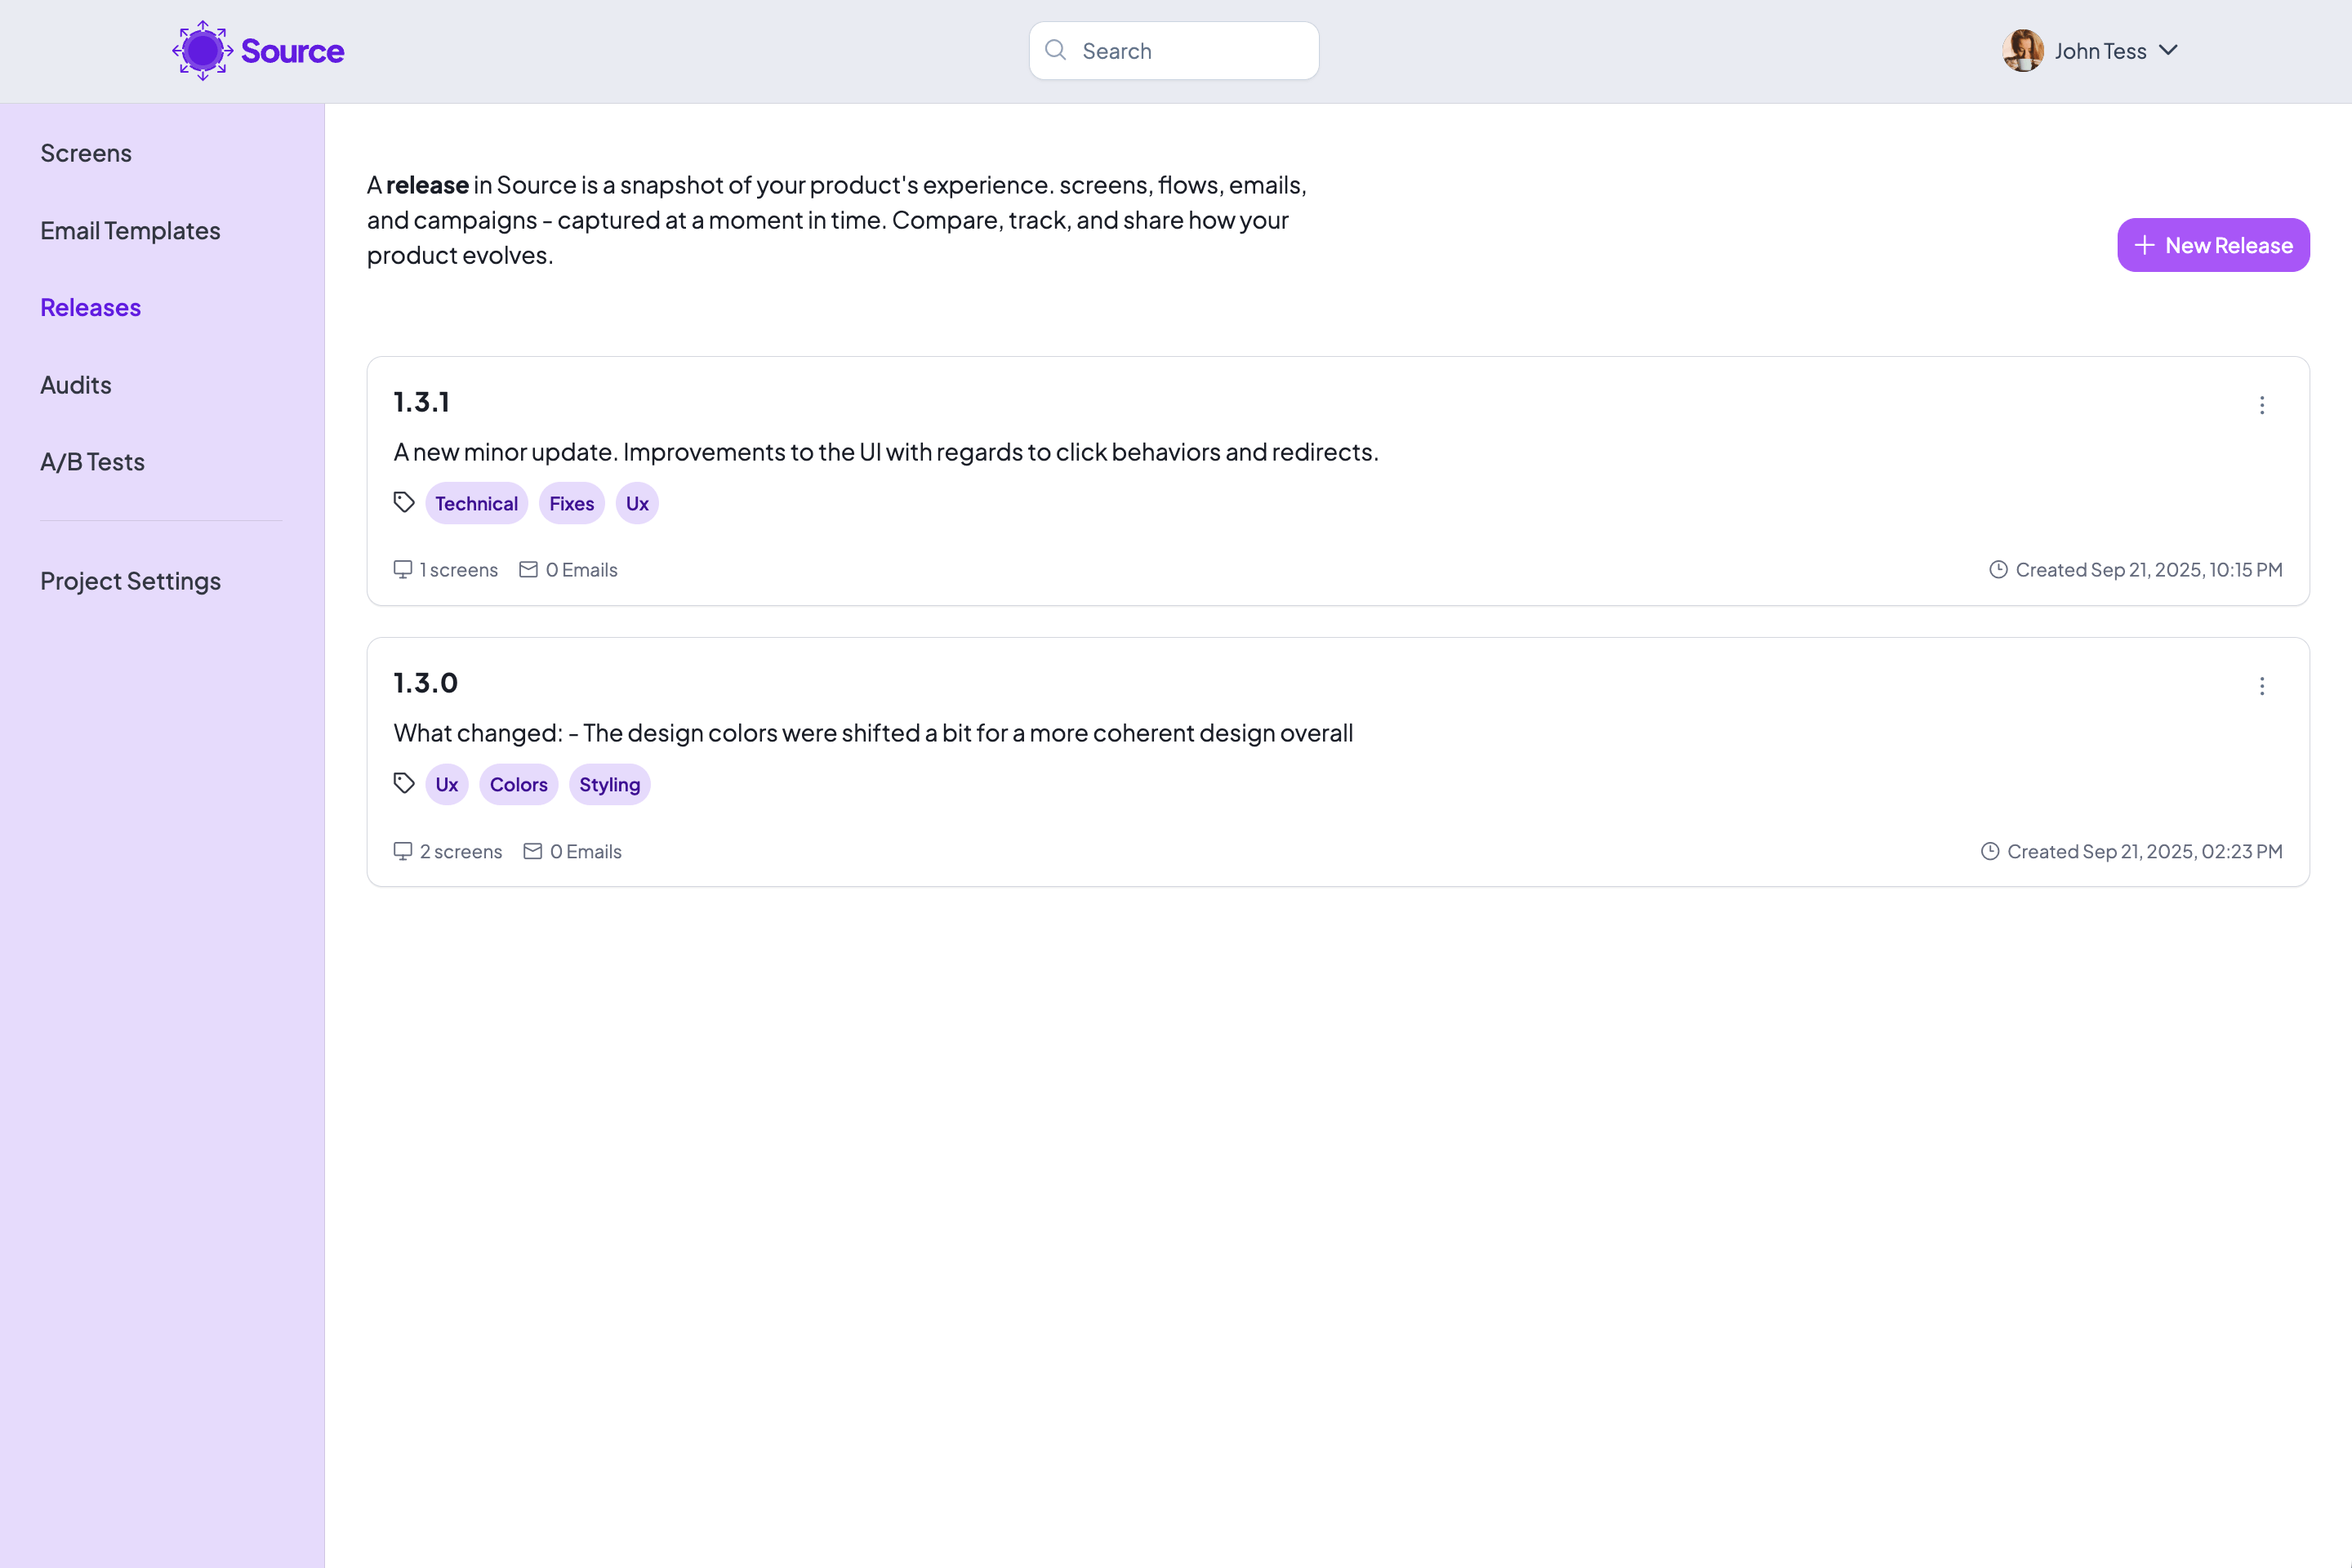 Source
Search
John Tess
Screens
Email Templates
Releases
Audits
A/B Tests
Project Settings
A release in Source is a snapshot of your product's experience. screens, flows, emails,
and campaigns - captured at a moment in time. Compare, track, and share how your
product evolves.
New Release
1.3.1
A new minor update. Improvements to the UI with regards to click behaviors and redirects.
Technical Fixes Ux
1 screens 0 Emails Created Sep 21, 2025, 10:15 PM
1.3.0
What changed: - The design colors were shifted a bit for a more coherent design overall
Ux Colors Styling
2 screens 0 Emails Created Sep 21, 2025, 02:23 PM